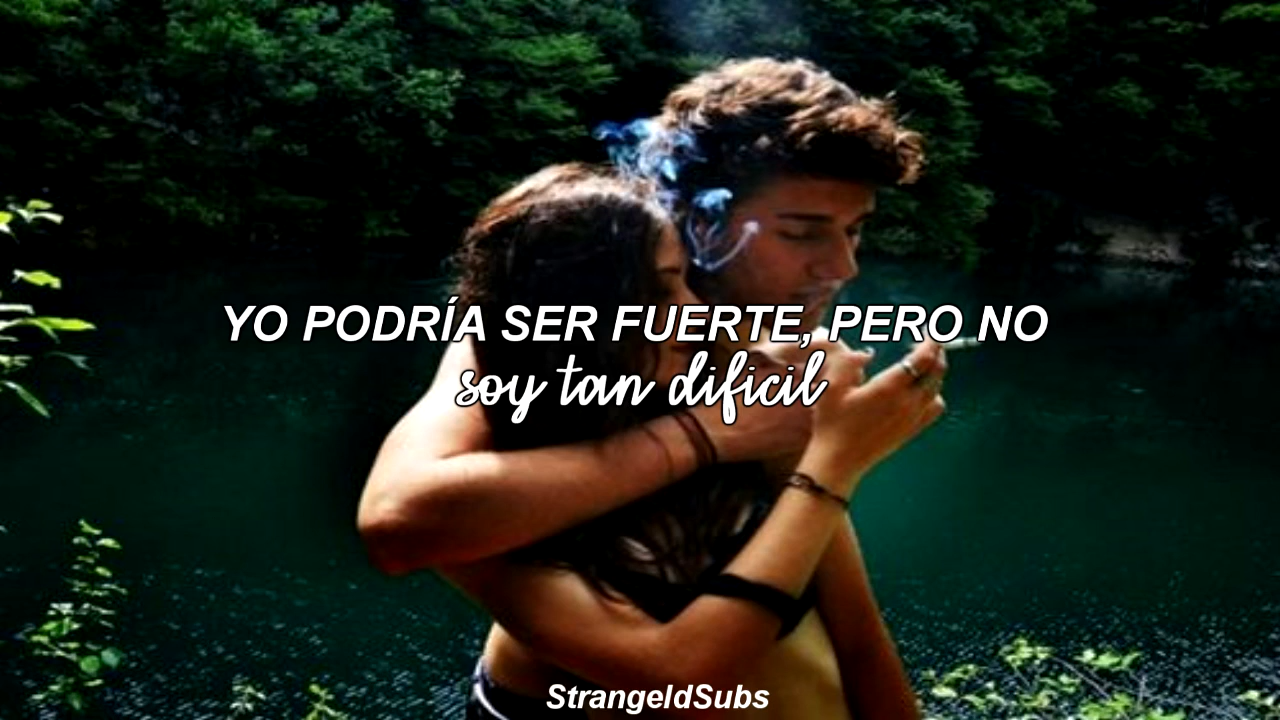 YO PODRÍA SER FUERTE, PERO NO
soy tan dificil
StrangeldSubs